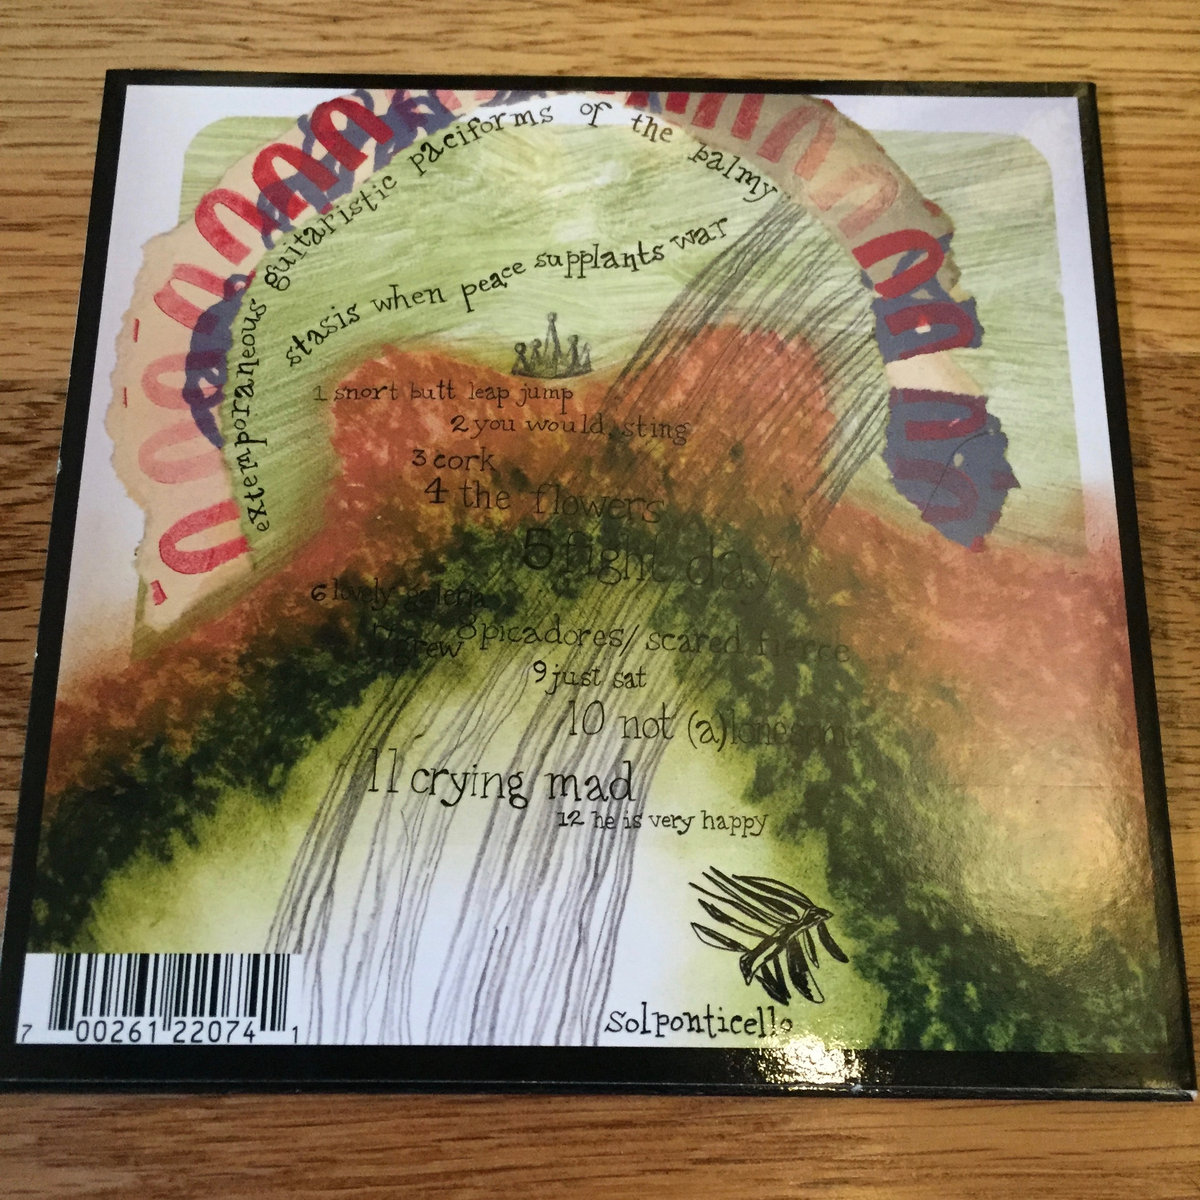 extemporaneous guitaristic paciforms of the balmy
stasis when peace supplants war
1 snort butt leap jump
2 you would, sting
3 cork
4 the flowers
5 fight day
6 lovely galeria
7 grew
8 picadores/ scared fierce
9 just sat
10 not (a)lonesome
11 crying mad
12 he is very happy
solponticello
7 00261 22074 1